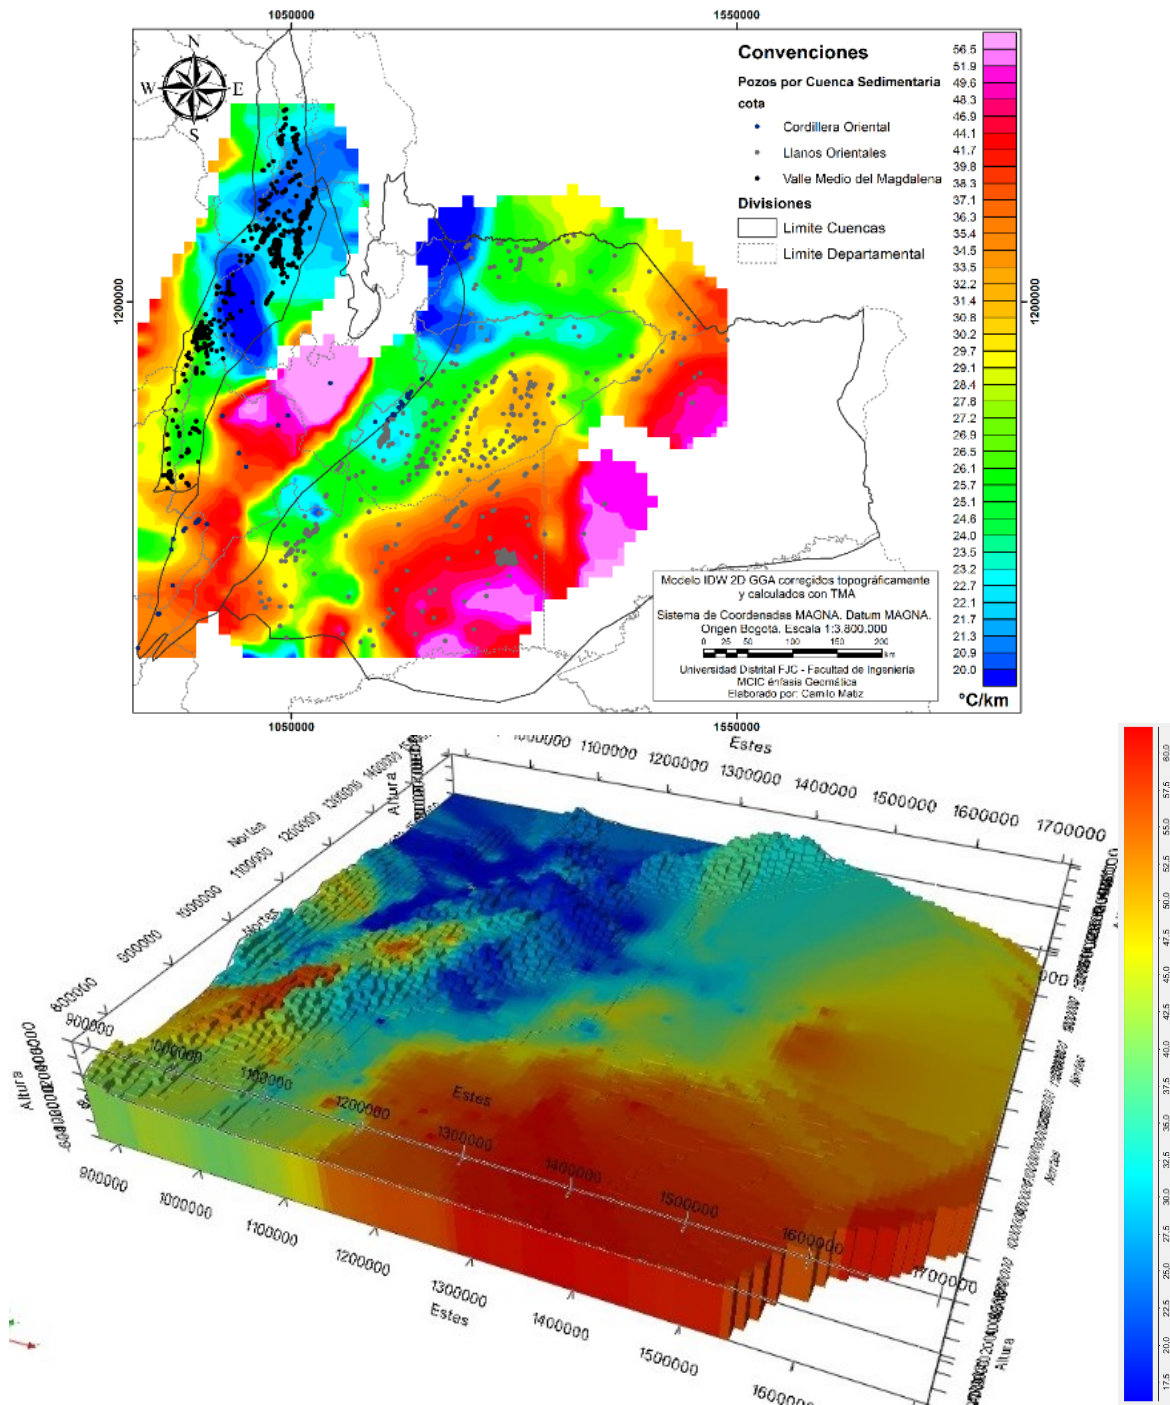 1050000
1550000
N
W
E
S
1200000
1200000
Convenciones
Pozos por Cuenca Sedimentaria
cota
Cordillera Oriental
Llanos Orientales
Valle Medio del Magdalena
Divisiones
Limite Cuencas
Limite Departamental
56.5
51.9
49.6
48.3
46.9
44.1
41.7
39.8
38.3
37.1
36.3
35.4
34.5
33.5
32.2
31.4
30.8
30.2
29.7
29.1
28.4
27.8
27.2
26.9
26.5
26.1
25.7
25.1
24.6
24.0
23.5
23.2
22.7
22.1
21.7
21.3
20.9
20.0
°C/km
Modelo IDW 2D GGA corregidos topográficamente
y calculados con TMA
Sistema de Coordenadas MAGNA. Datum MAGNA.
Origen Bogotá. Escala 1:3.800.000
0 25 50 100 150 200
km
Universidad Distrital FJC - Facultad de Ingeniería
MCIC énfasis Geomática
Elaborado por: Camilo Matiz
1050000
1550000
Estes
1000000
1100000
1200000
1300000
1400000
1500000
1600000
1700000
Altura
Nortes
1300000
1200000
1100000
1000000
900000
800000
Nortes
Altura
900000
1000000
1100000
1200000
1300000
1400000
1500000
1600000
1700000
Estes
900000
1000000
1100000
1200000
1300000
1400000
1500000
1600000
Estes
Nortes
Nortes
Altura
60.0
57.5
55.0
52.5
50.0
47.5
45.0
42.5
40.0
37.5
35.0
32.5
30.0
27.5
25.0
22.5
20.0
17.5